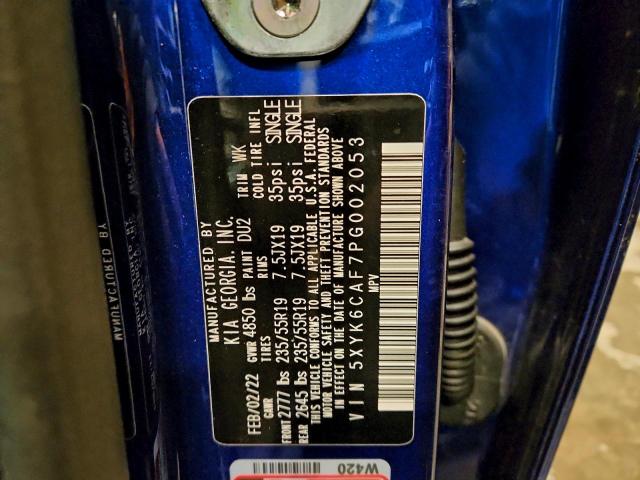 MANUFACTURED BY
KIA GEORGIA, INC.
FEB/02/22 GVWR 4850 lbs PAINT DU2 TRIM WK
GAWR TIRES RIMS COLD TIRE INFL
FRONT 2777 lbs 235/55R19 7.5JX19 35psi SINGLE
REAR 2645 lbs 235/55R19 7.5JX19 35psi SINGLE
THIS VEHICLE CONFORMS TO ALL APPLICABLE U.S.A. FEDERAL
MOTOR VEHICLE SAFETY AND THEFT PREVENTION STANDARDS
IN EFFECT ON THE DATE OF MANUFACTURE SHOWN ABOVE
VIN 5XYK6CAF7PG002053
MPV
W420
MANUFACTURED BY